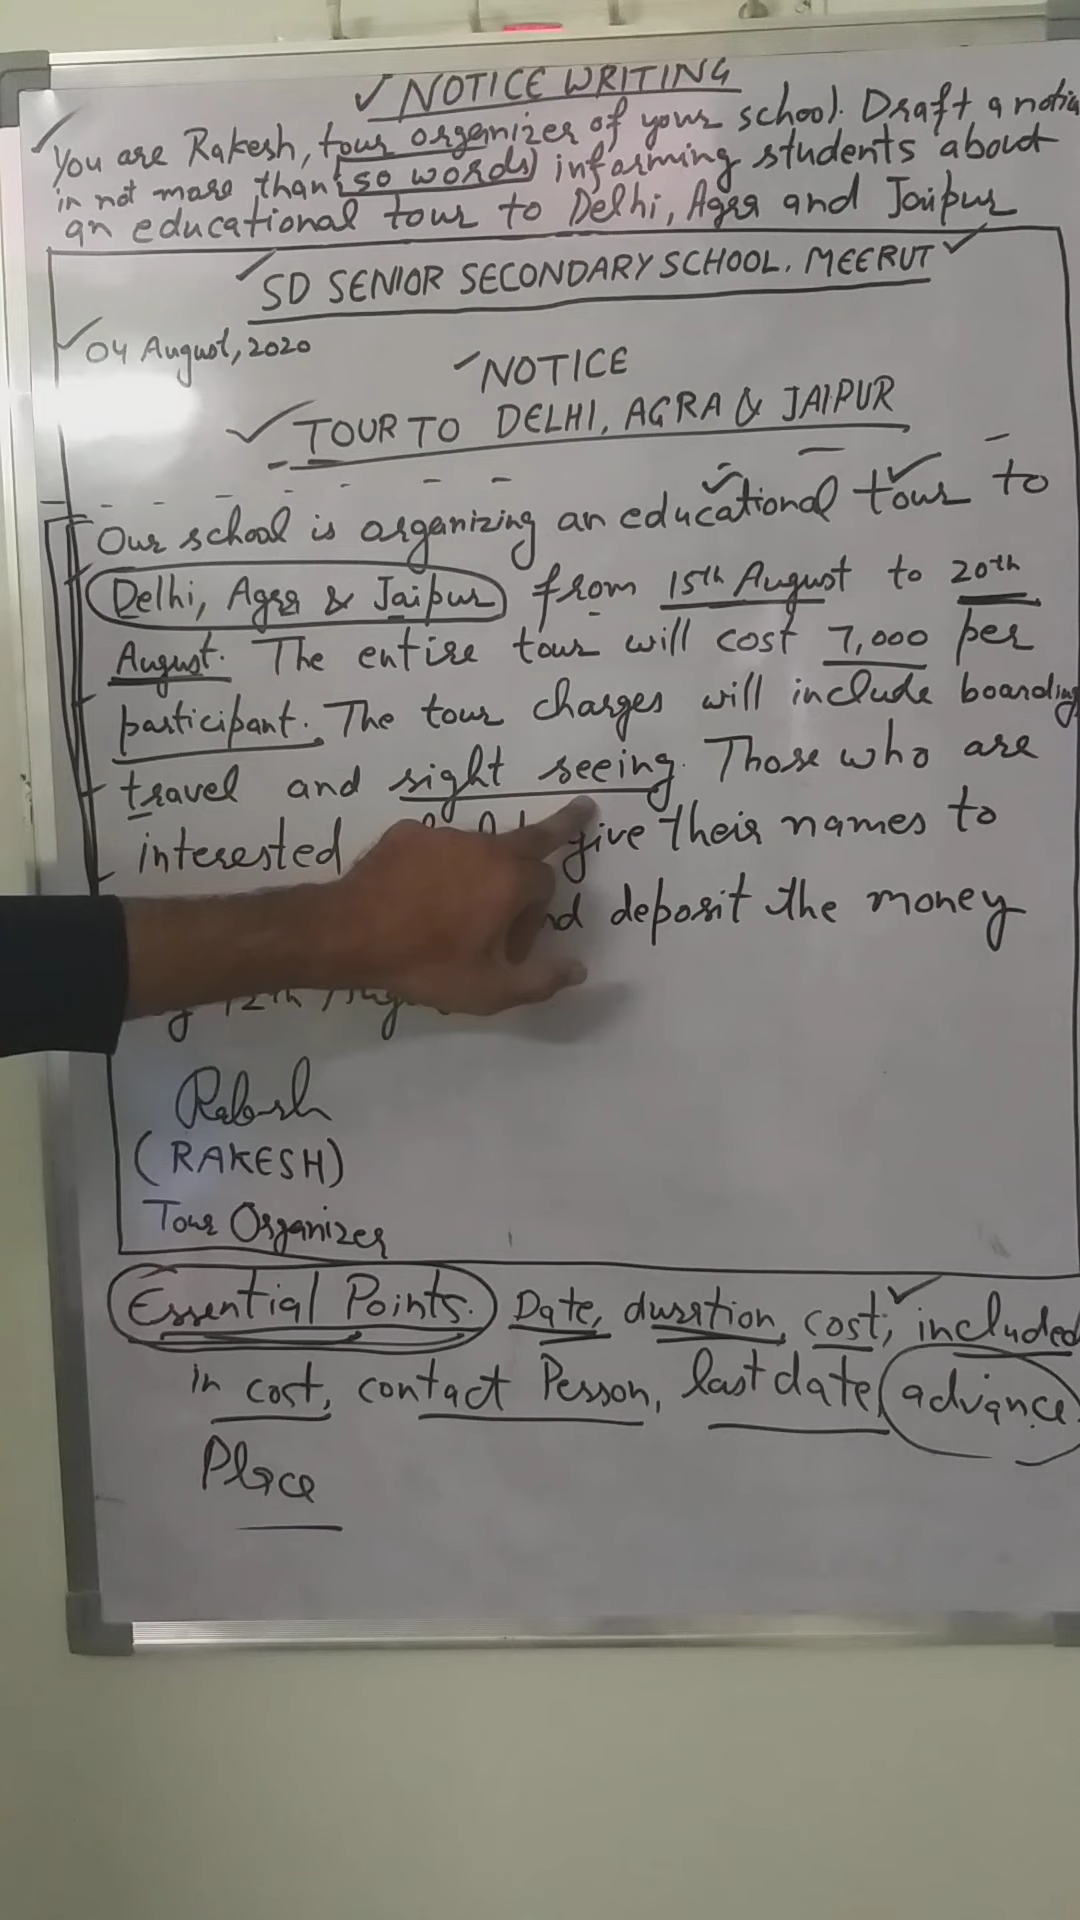 NOTICE WRITING
You are Rakesh, tour organizer of your school. Draft a notice
in not more than 50 words informing students about
an educational tour to Delhi, Agra and Jaipur
SD SENIOR SECONDARY SCHOOL, MEERUT
04 August, 2020
NOTICE
TOUR TO DELHI, AGRA & JAIPUR
Our school is organizing an educational tour to
Delhi, Agra & Jaipur from 15th August to 20th
August. The entire tour will cost 7,000 per
participant. The tour charges will include boarding
travel and sight seeing. Those who are
interested give their names to
deposit the money
12th
Rakesh
(RAKESH)
Tour Organizer
Essential Points. Date, duration, cost, included
in cost, contact Person, last date, advance
Place